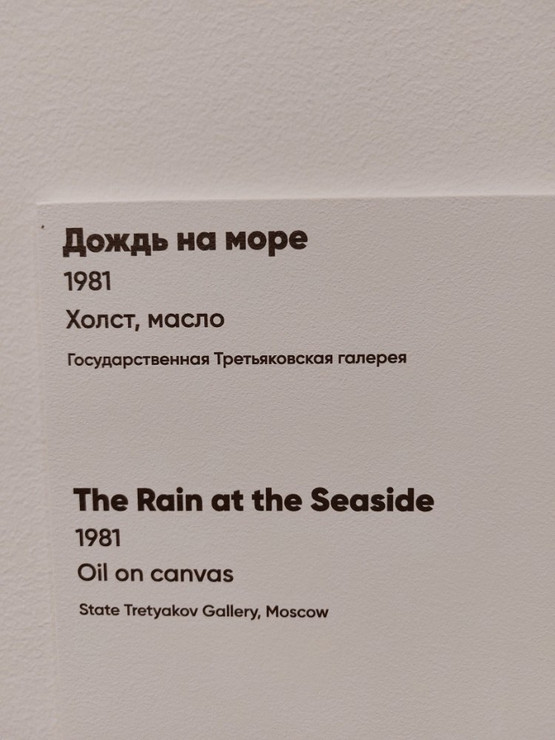 Дождь на море
1981
Холст, масло
Государственная Третьяковская галерея
The Rain at the Seaside
1981
Oil on canvas
State Tretyakov Gallery, Moscow